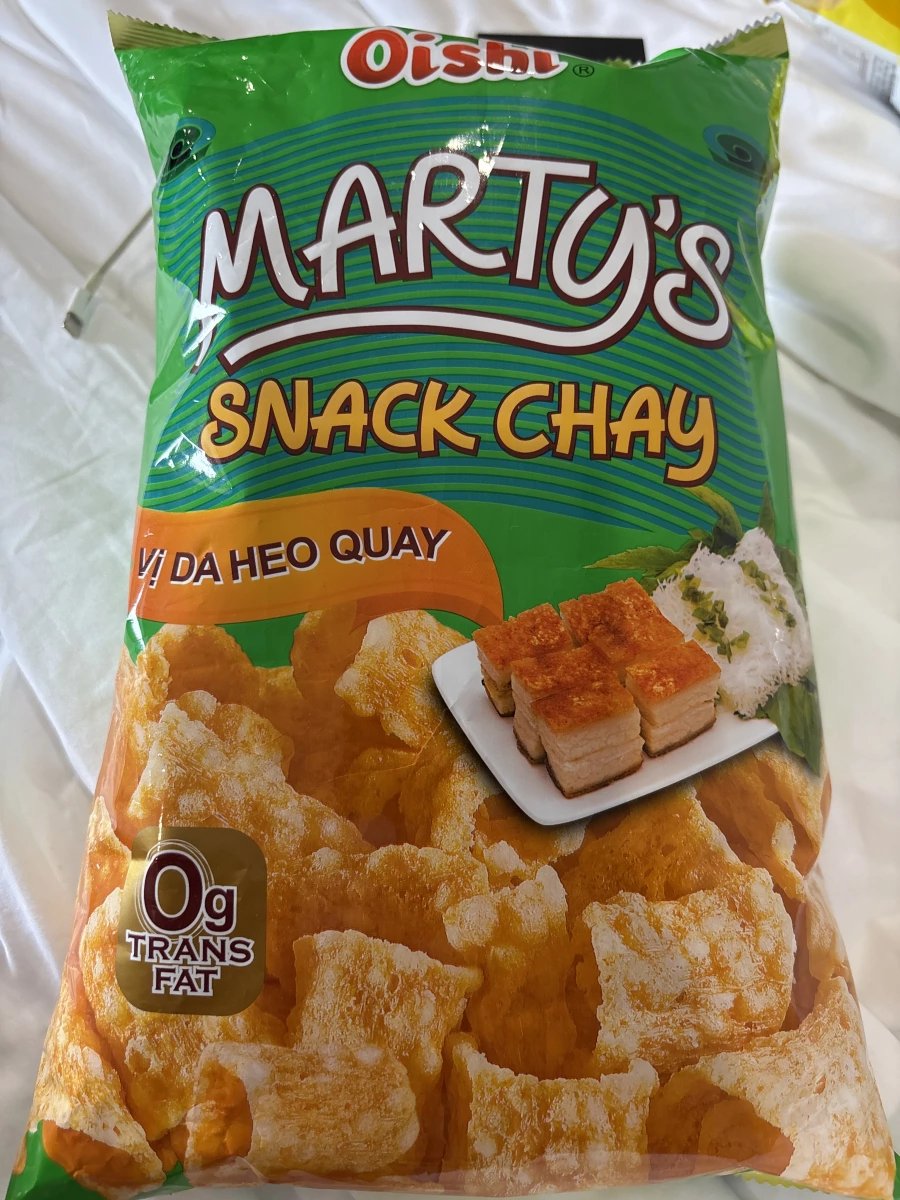 Oishi ®
MARTY'S
SNACK CHAY
VỊ DA HEO QUAY
0g
TRANS
FAT